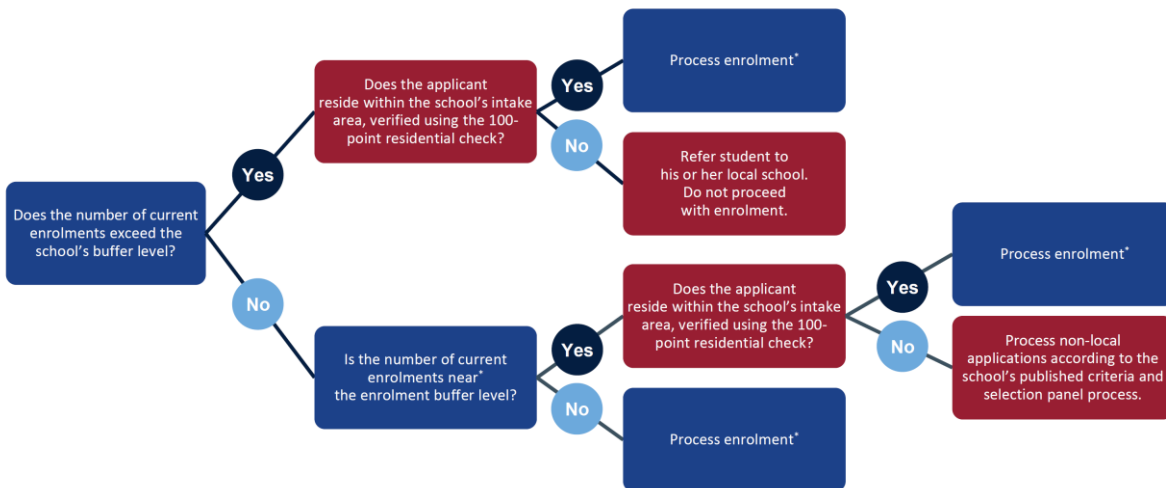 Does the number of current
enrolments exceed the
school's buffer level?
Yes
No
Does the applicant
reside within the school's intake
area, verified using the 100-
point residential check?
Yes
No
Process enrolment*
Refer student to
his or her local school.
Do not proceed
with enrolment.
Is the number of current
enrolments near*
the enrolment buffer level?
Yes
No
Does the applicant
reside within the school's intake
area, verified using the 100-
point residential check?
Yes
No
Process enrolment*
Process non-local
applications according to the
school's published criteria and
selection panel process.
Process enrolment*